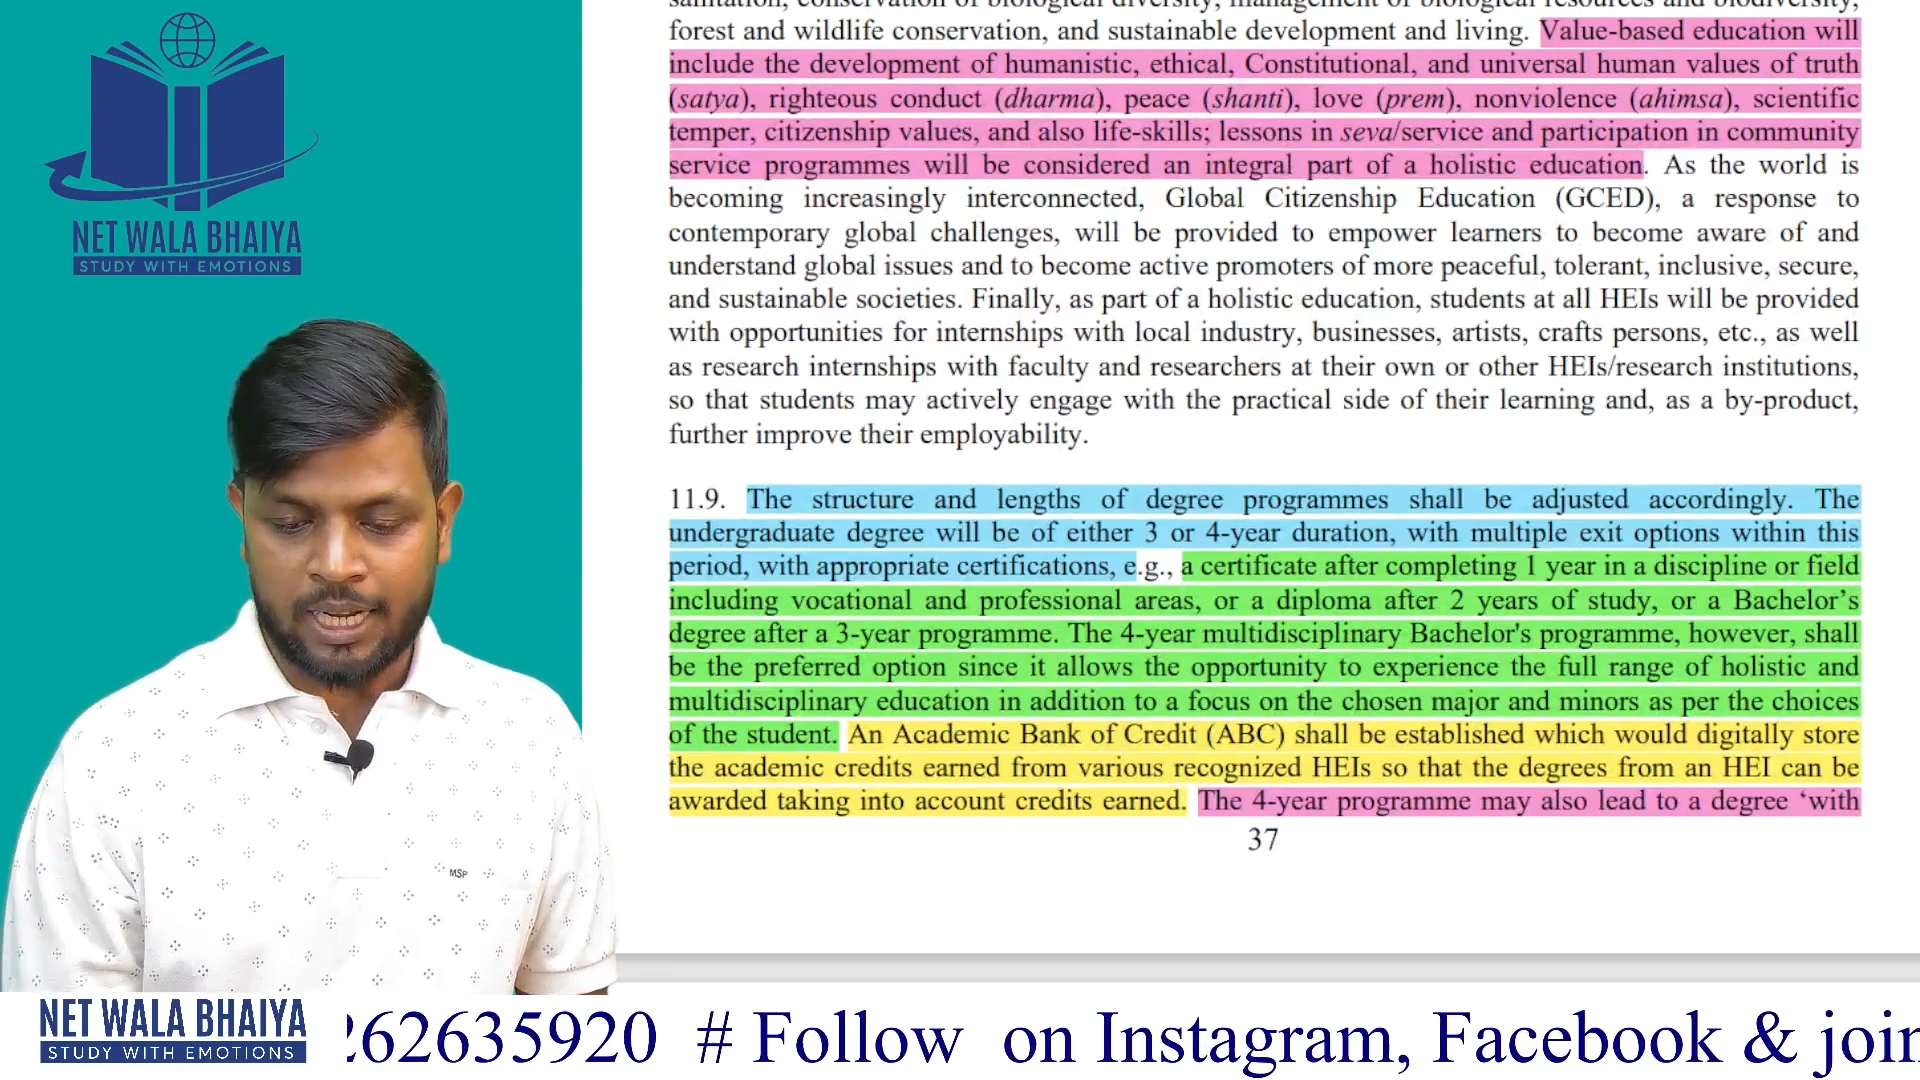 NET WALA BHAIYA
STUDY WITH EMOTIONS
sanitation, conservation of biological diversity, management of biological resources and biodiversity,
forest and wildlife conservation, and sustainable development and living. Value-based education will
include the development of humanistic, ethical, Constitutional, and universal human values of truth
(satya), righteous conduct (dharma), peace (shanti), love (prem), nonviolence (ahimsa), scientific
temper, citizenship values, and also life-skills; lessons in seva/service and participation in community
service programmes will be considered an integral part of a holistic education. As the world is
becoming increasingly interconnected, Global Citizenship Education (GCED), a response to
contemporary global challenges, will be provided to empower learners to become aware of and
understand global issues and to become active promoters of more peaceful, tolerant, inclusive, secure,
and sustainable societies. Finally, as part of a holistic education, students at all HEIs will be provided
with opportunities for internships with local industry, businesses, artists, crafts persons, etc., as well
as research internships with faculty and researchers at their own or other HEIs/research institutions,
so that students may actively engage with the practical side of their learning and, as a by-product,
further improve their employability.
11.9. The structure and lengths of degree programmes shall be adjusted accordingly. The
undergraduate degree will be of either 3 or 4-year duration, with multiple exit options within this
period, with appropriate certifications, e.g., a certificate after completing 1 year in a discipline or field
including vocational and professional areas, or a diploma after 2 years of study, or a Bachelor’s
degree after a 3-year programme. The 4-year multidisciplinary Bachelor's programme, however, shall
be the preferred option since it allows the opportunity to experience the full range of holistic and
multidisciplinary education in addition to a focus on the chosen major and minors as per the choices
of the student. An Academic Bank of Credit (ABC) shall be established which would digitally store
the academic credits earned from various recognized HEIs so that the degrees from an HEI can be
awarded taking into account credits earned. The 4-year programme may also lead to a degree ‘with
37
MSP
NET WALA BHAIYA
STUDY WITH EMOTIONS
262635920 # Follow on Instagram, Facebook & join